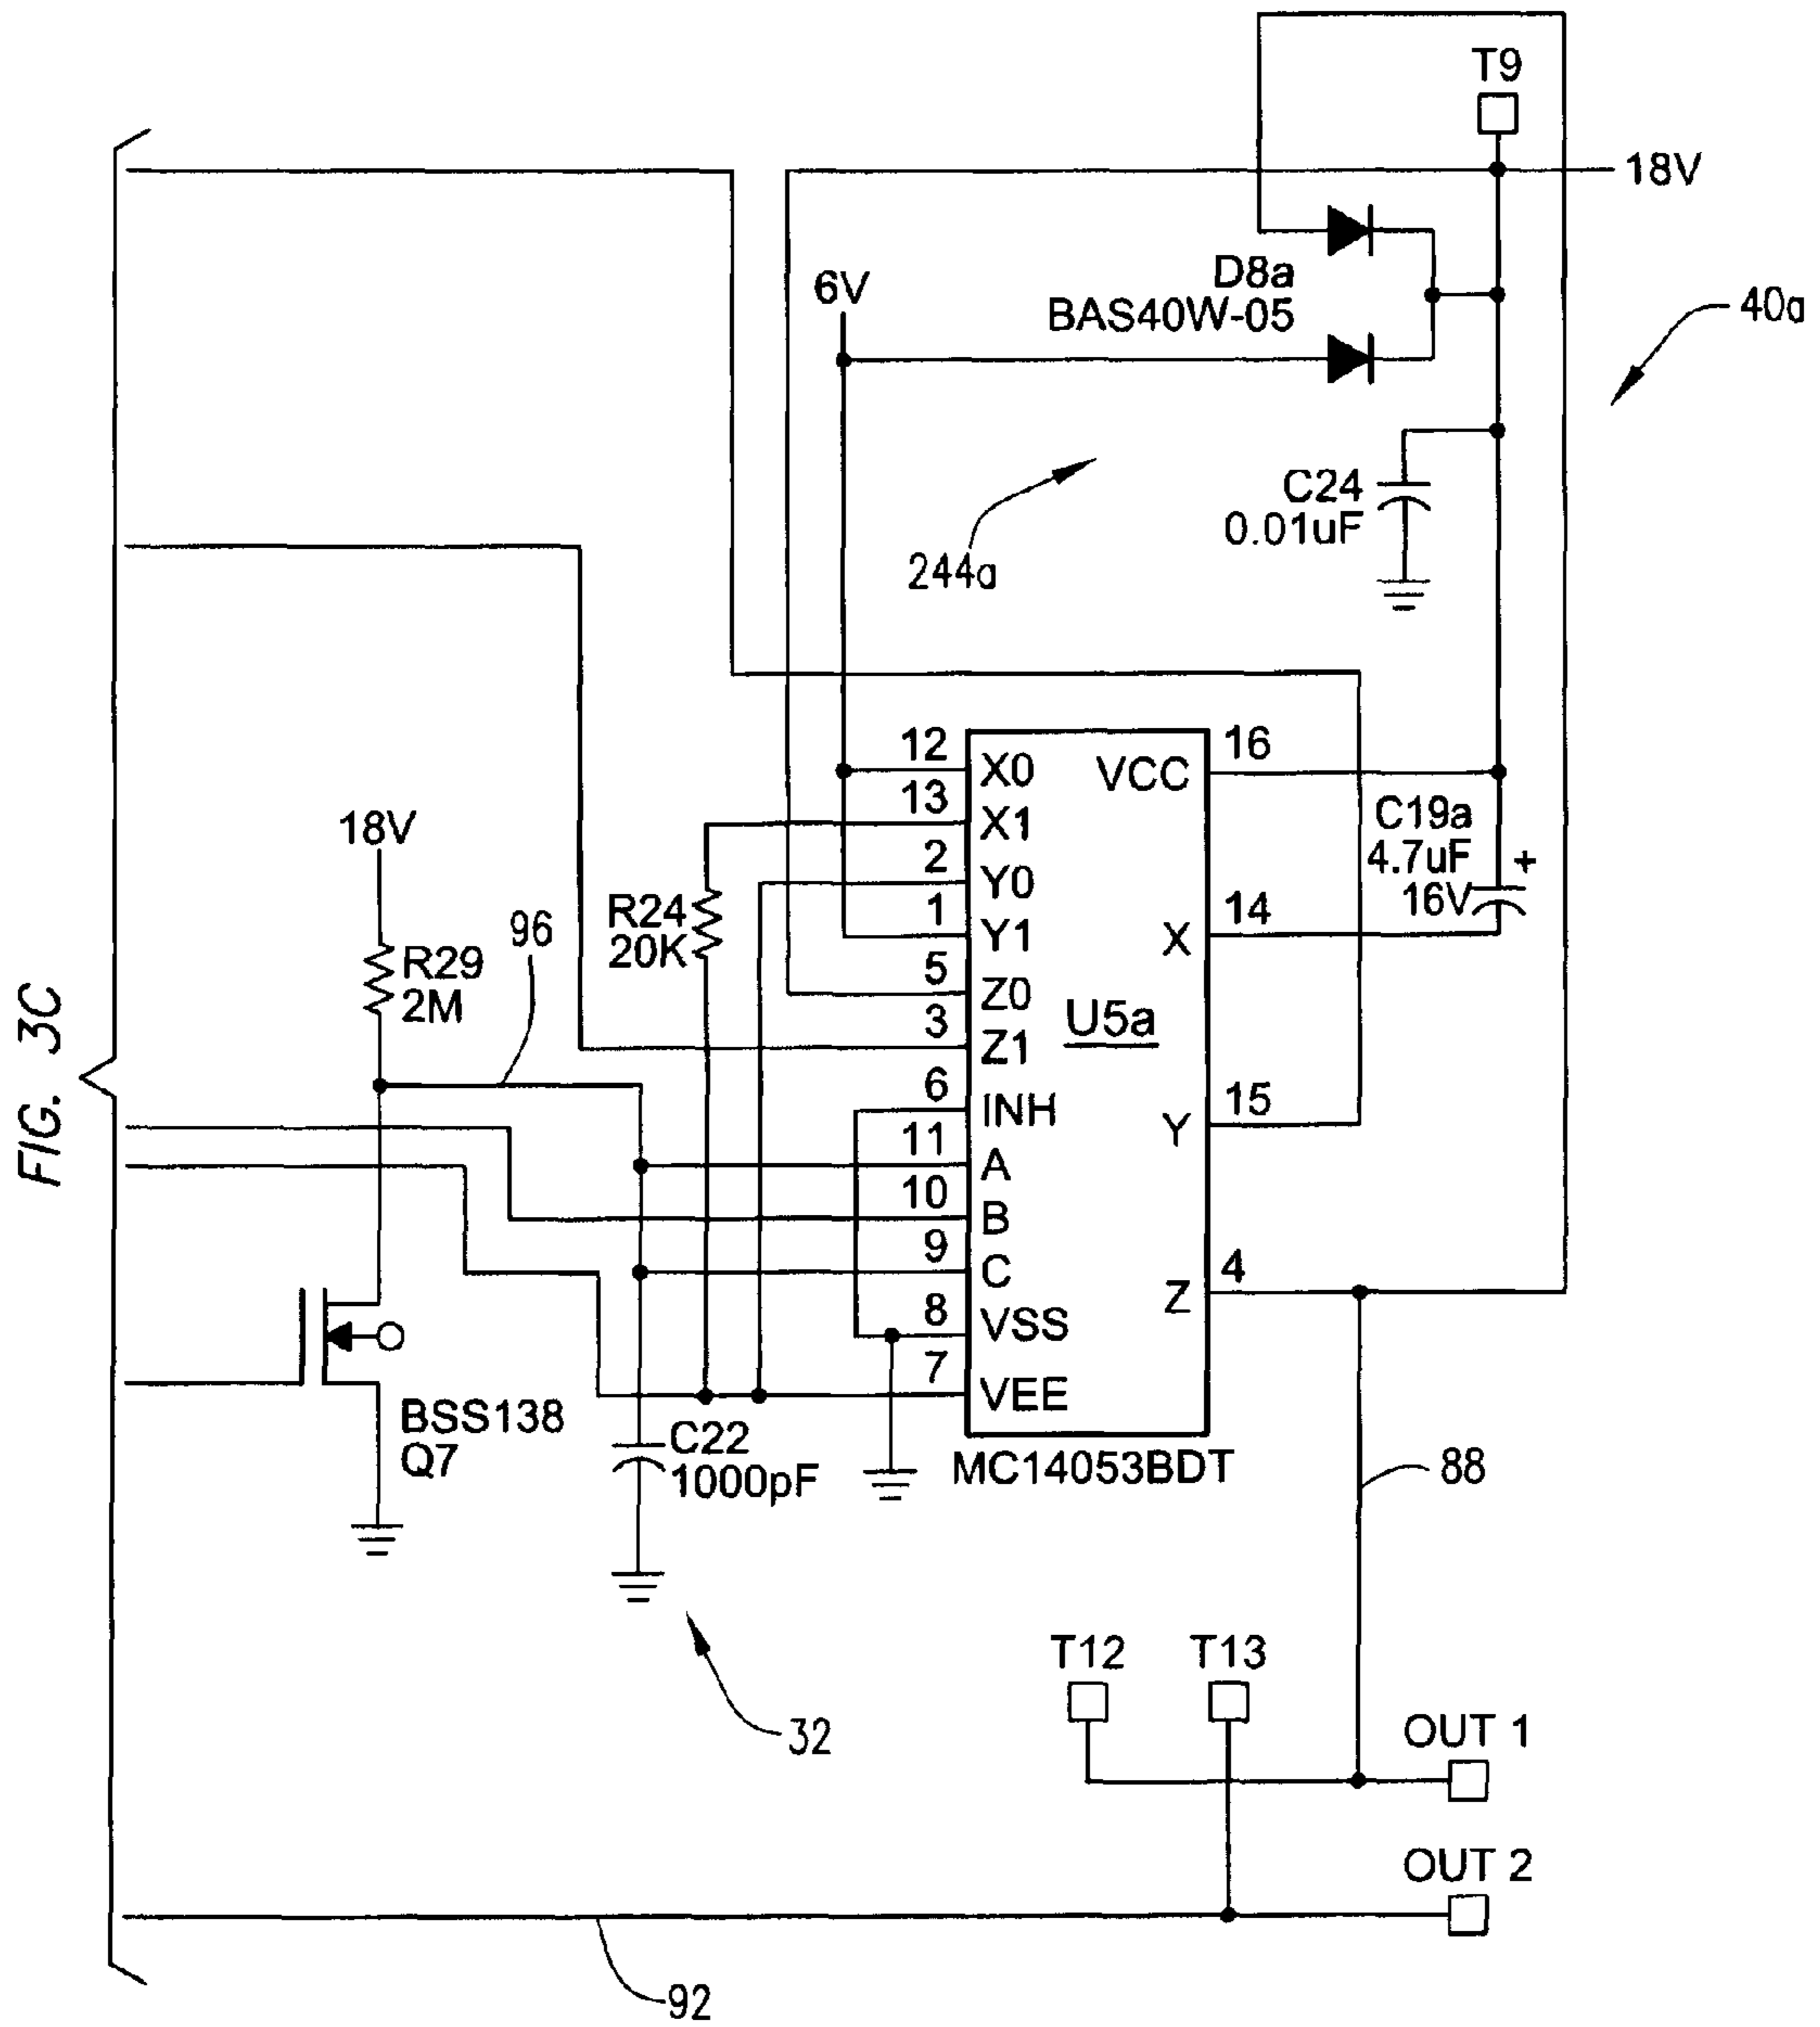 T9
18V
6V
D8a
BAS40W-05
40a
C24
0.01uF
244a
12
X0
VCC
16
13
X1
C19a
4.7uF
+
16V
18V
2
Y0
R24
20K
1
Y1
14
X
96
R29
2M
5
Z0
3
Z1
U5a
6
INH
15
Y
11
A
10
B
9
C
4
Z
8
VSS
7
VEE
BSS138
Q7
C22
1000pF
MC14053BDT
88
32
T12
T13
OUT 1
OUT 2
92
FIG. 3C